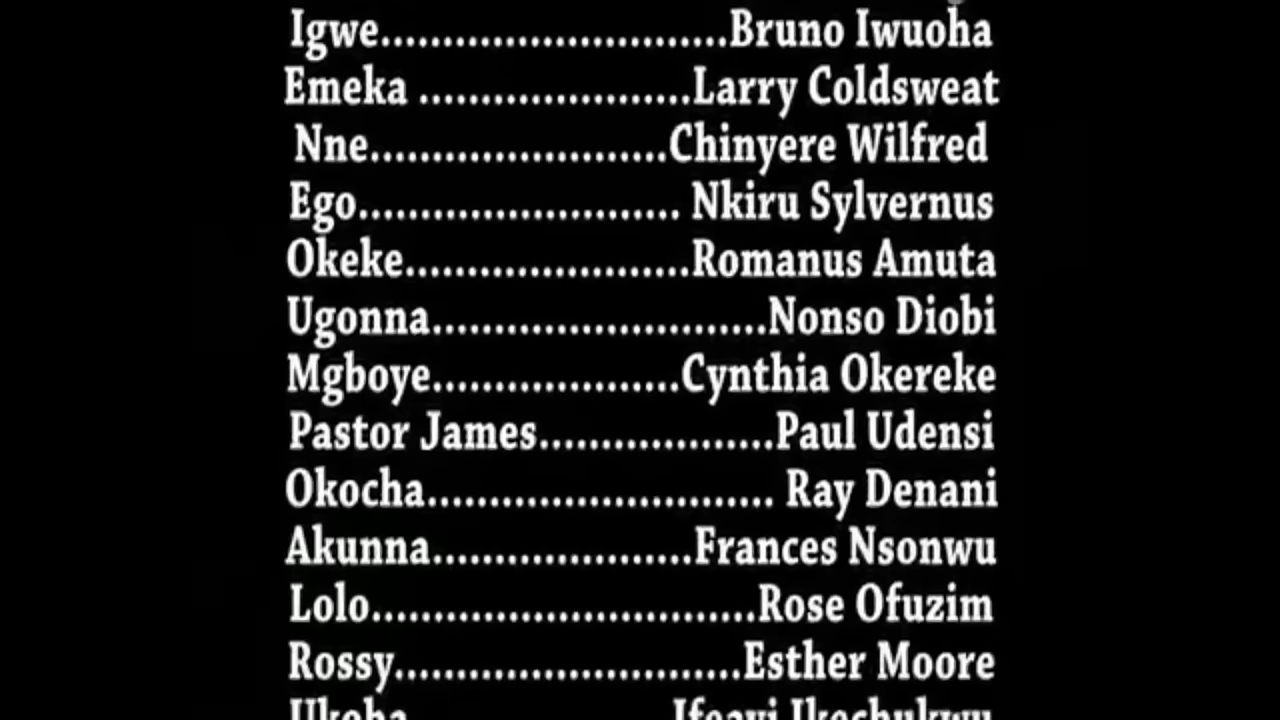 Igwe............................Bruno Iwuoha
Emeka ......................Larry Coldsweat
Nne........................Chinyere Wilfred
Ego.......................... Nkiru Sylvernus
Okeke.......................Romanus Amuta
Ugonna...........................Nonso Diobi
Mgboye....................Cynthia Okereke
Pastor James...................Paul Udensi
Okocha............................ Ray Denani
Akunna.....................Frances Nsonwu
Lolo...............................Rose Ofuzim
Rossy............................Esther Moore